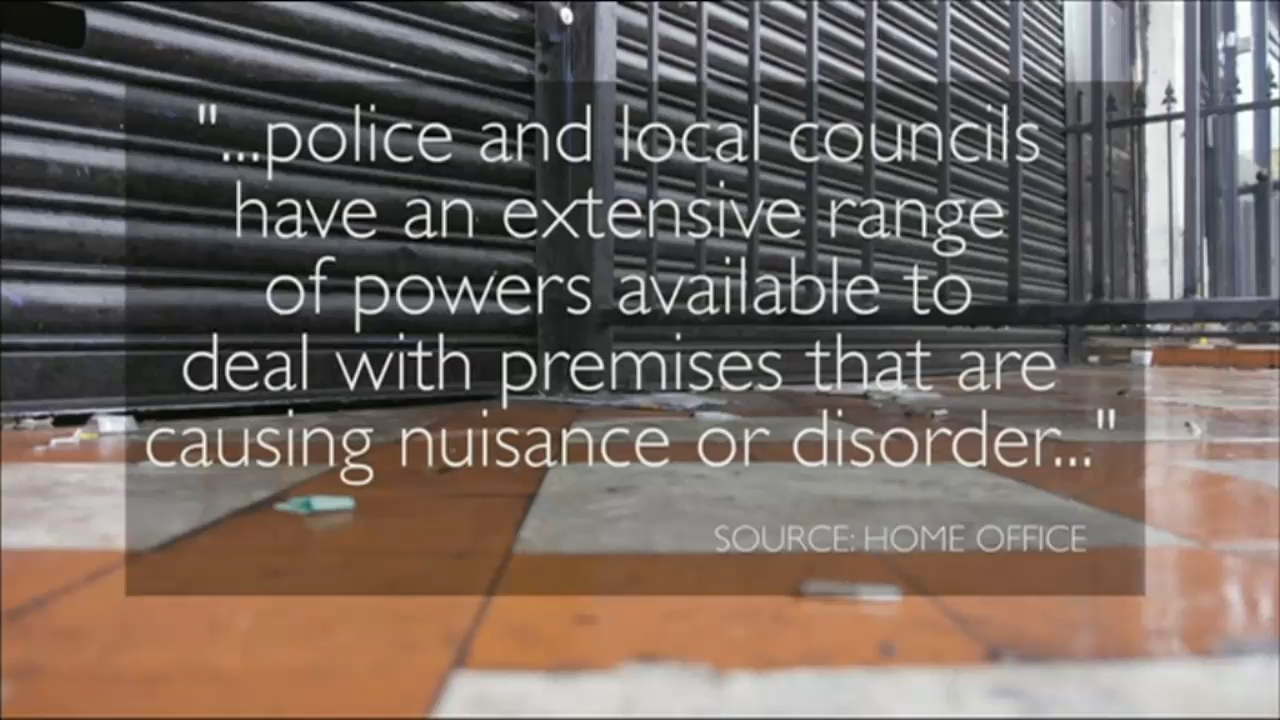 "...police and local councils
have an extensive range
of powers available to
deal with premises that are
causing nuisance or disorder..."
SOURCE: HOME OFFICE